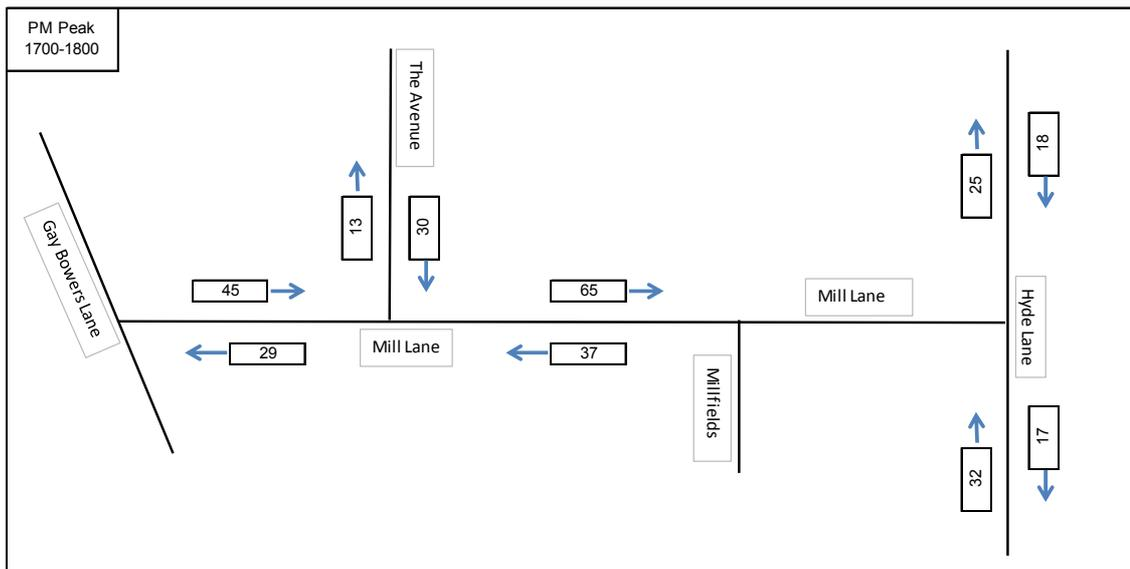 PM Peak
1700-1800
The Avenue
18
25
13
30
Gay Bowers Lane
45
65
Mill Lane
Hyde Lane
Mill Lane
29
37
Millfields
17
32